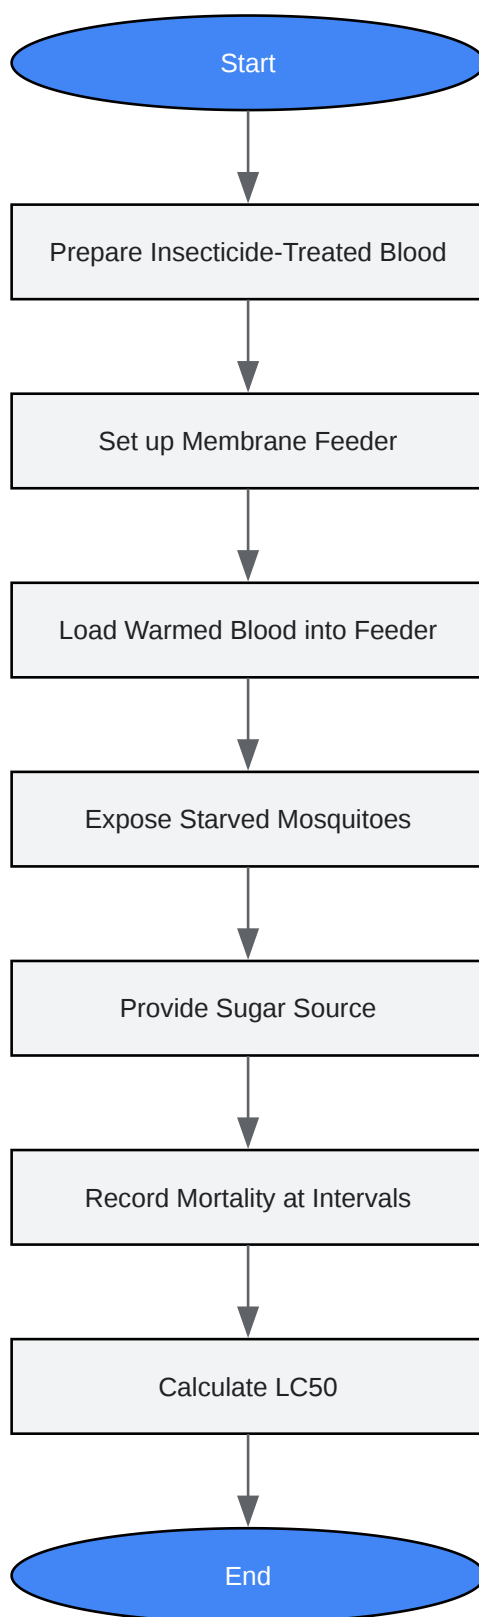 Start
Prepare Insecticide-Treated Blood
Set up Membrane Feeder
Load Warmed Blood into Feeder
Expose Starved Mosquitoes
Provide Sugar Source
Record Mortality at Intervals
Calculate LC50
End